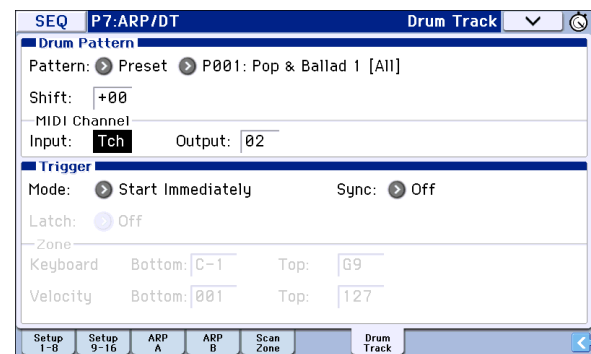 SEQ P7:ARP/DT Drum Track
Drum Pattern
Pattern: Preset P001: Pop & Ballad 1 [All]
Shift: +00
MIDI Channel
Input: Tch Output: 02
Trigger
Mode: Start Immediately Sync: Off
Latch: Off
Zone
Keyboard Bottom: C-1 Top: G9
Velocity Bottom: 001 Top: 127
Setup 1-8 Setup 9-16 ARP A ARP B Scan Zone Drum Track